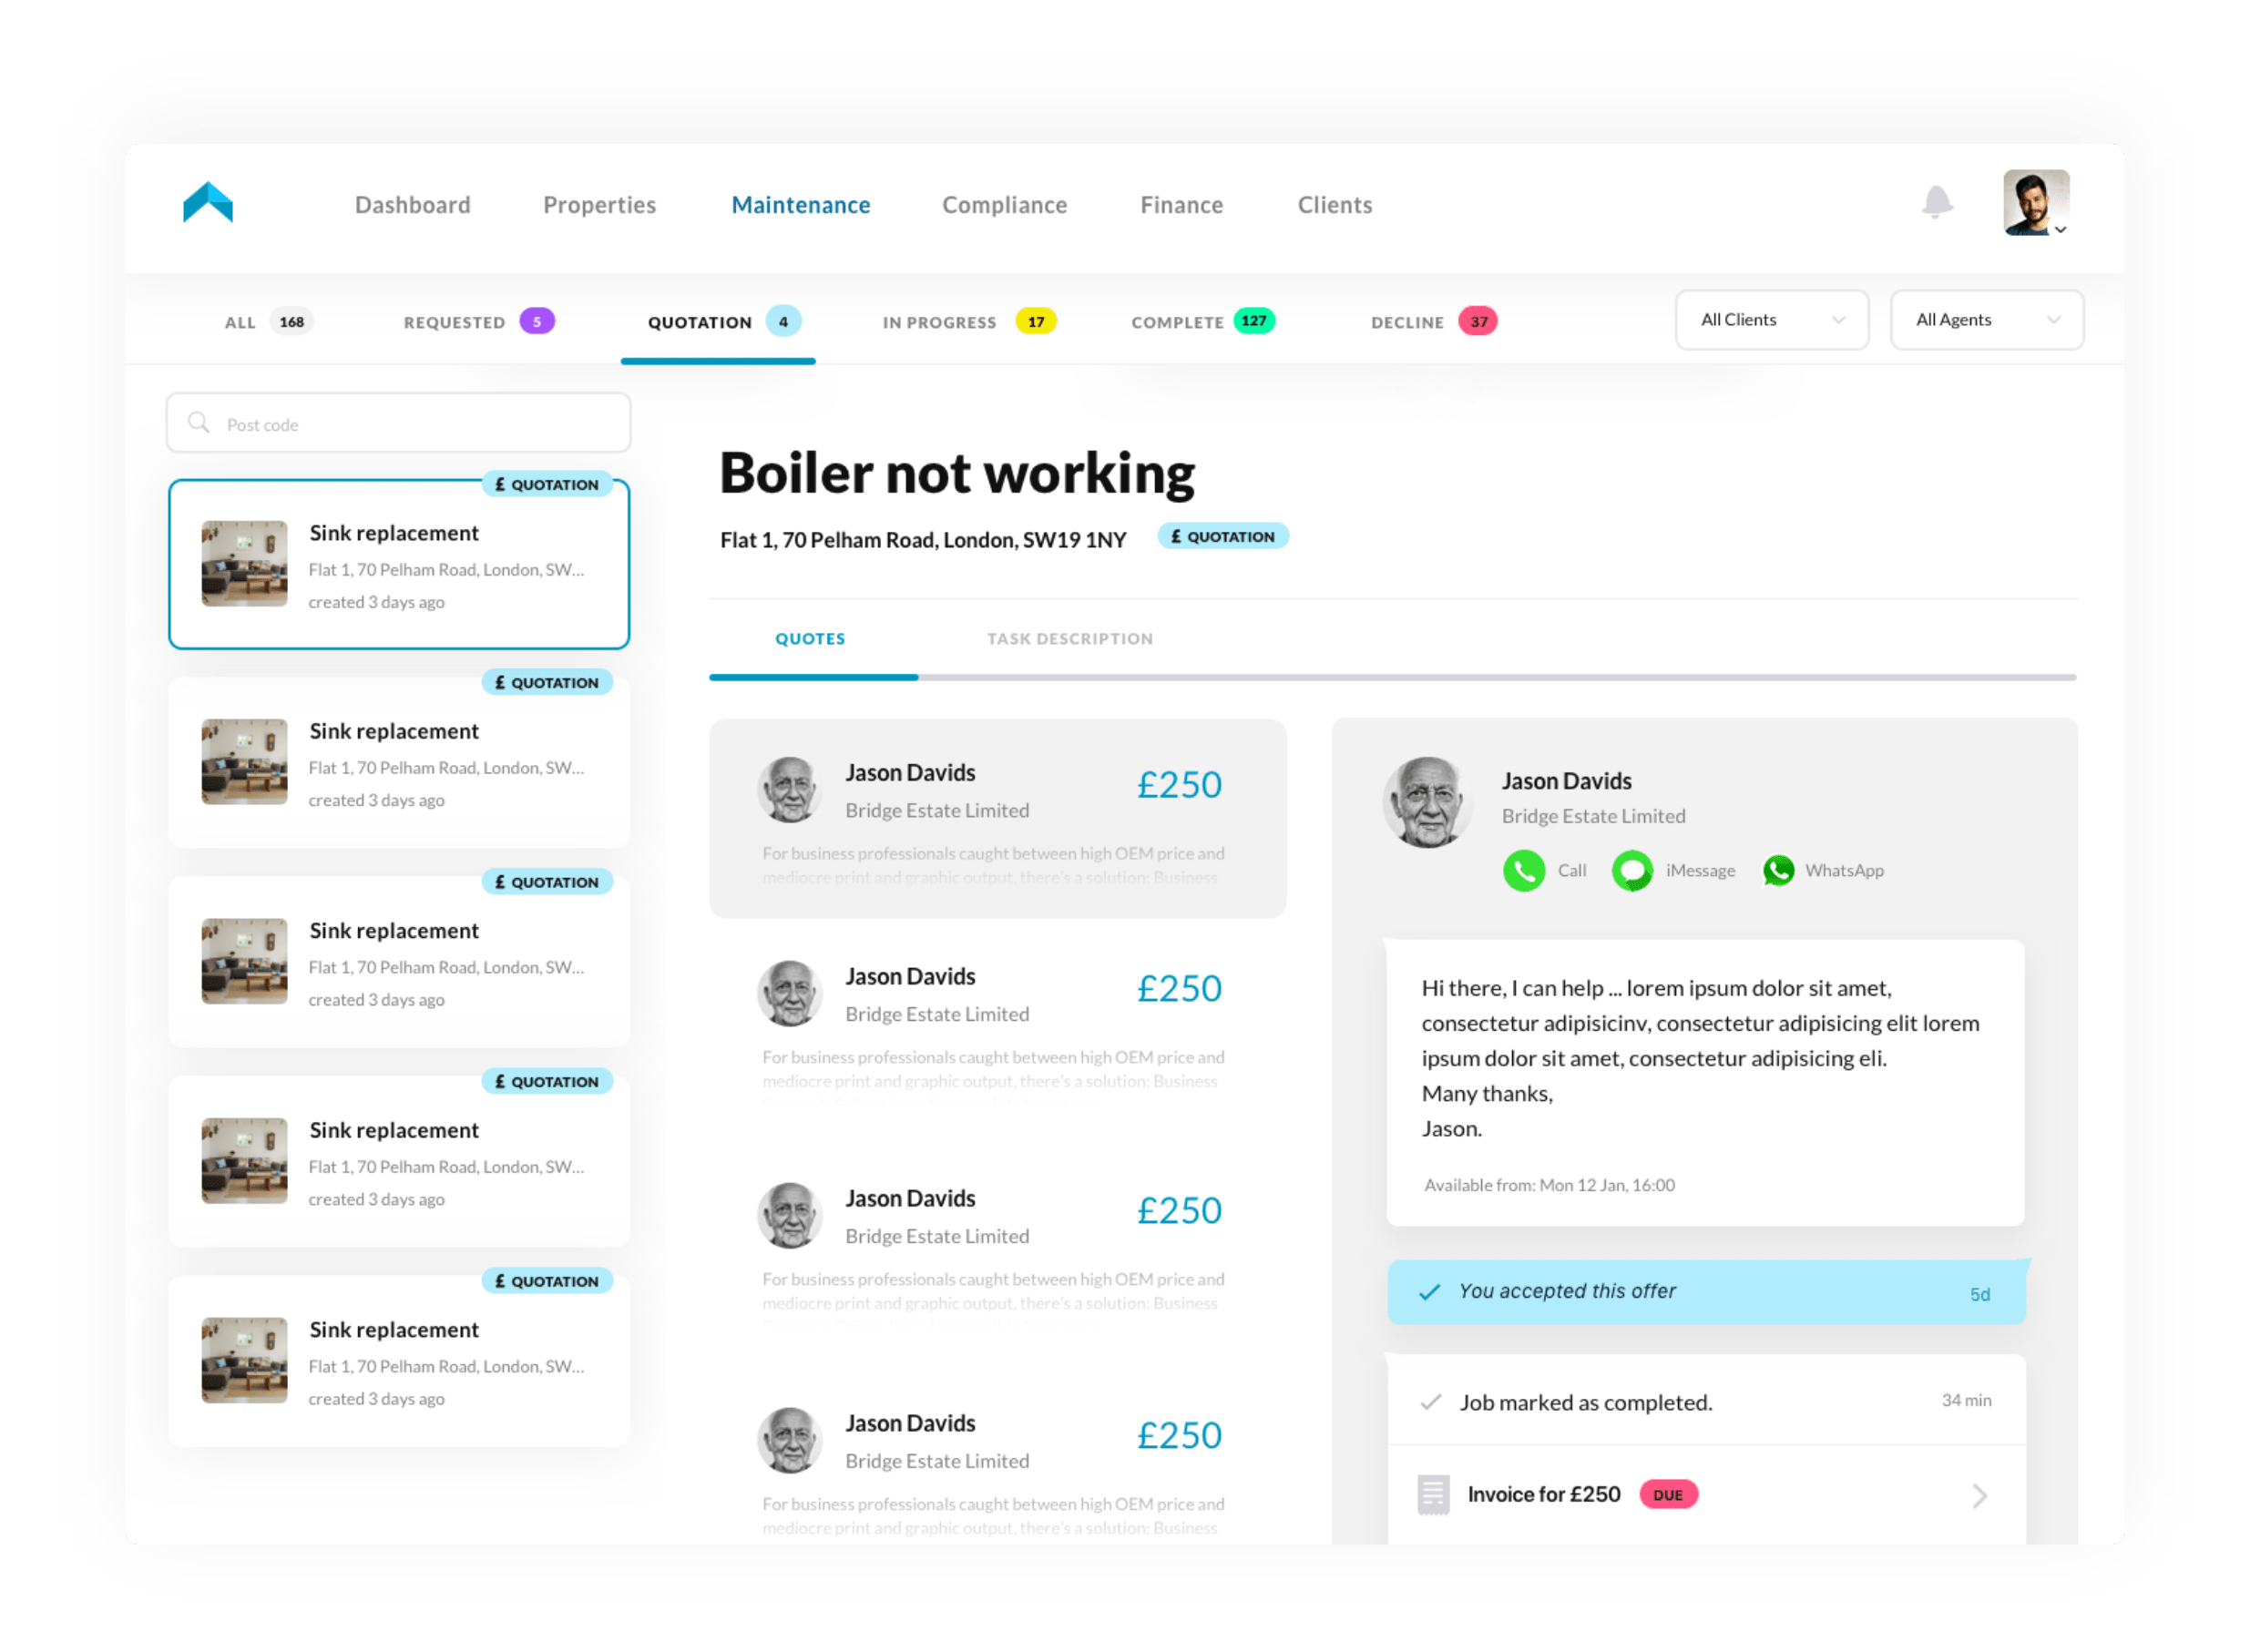 Dashboard
Properties
Maintenance
Compliance
Finance
Clients
ALL 168
REQUESTED 5
QUOTATION 4
IN PROGRESS 17
COMPLETE 127
DECLINE 37
All Clients
All Agents
Post code
£ QUOTATION
Sink replacement
Flat 1, 70 Pelham Road, London, SW...
created 3 days ago
£ QUOTATION
Sink replacement
Flat 1, 70 Pelham Road, London, SW...
created 3 days ago
£ QUOTATION
Sink replacement
Flat 1, 70 Pelham Road, London, SW...
created 3 days ago
£ QUOTATION
Sink replacement
Flat 1, 70 Pelham Road, London, SW...
created 3 days ago
£ QUOTATION
Sink replacement
Flat 1, 70 Pelham Road, London, SW...
created 3 days ago
Boiler not working
Flat 1, 70 Pelham Road, London, SW19 1NY
£ QUOTATION
QUOTES
TASK DESCRIPTION
Jason Davids
£250
Bridge Estate Limited
For business professionals caught between high OEM price and
mediocre print and graphic output, there's a solution: Business
Jason Davids
£250
Bridge Estate Limited
For business professionals caught between high OEM price and
mediocre print and graphic output, there's a solution: Business
Jason Davids
£250
Bridge Estate Limited
For business professionals caught between high OEM price and
mediocre print and graphic output, there's a solution: Business
Jason Davids
£250
Bridge Estate Limited
For business professionals caught between high OEM price and
mediocre print and graphic output, there's a solution: Business
Jason Davids
Bridge Estate Limited
Call
iMessage
WhatsApp
Hi there, I can help ... lorem ipsum dolor sit amet,
consectetur adipisicinv, consectetur adipisicing elit lorem
ipsum dolor sit amet, consectetur adipisicing eli.
Many thanks,
Jason.
Available from: Mon 12 Jan, 16:00
You accepted this offer
5d
Job marked as completed.
34 min
Invoice for £250
DUE